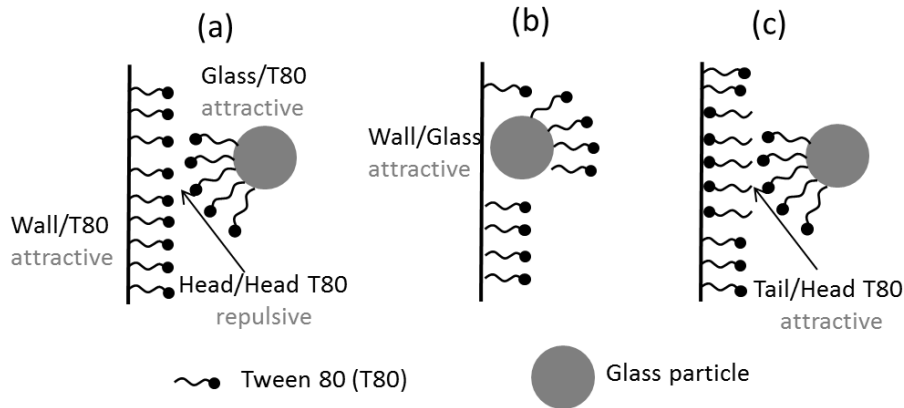 (a)
(b)
(c)
Glass/T80
attractive
Wall/Glass
attractive
Wall/T80
attractive
Head/Head T80
repulsive
Tail/Head T80
attractive
Tween 80 (T80)
Glass particle